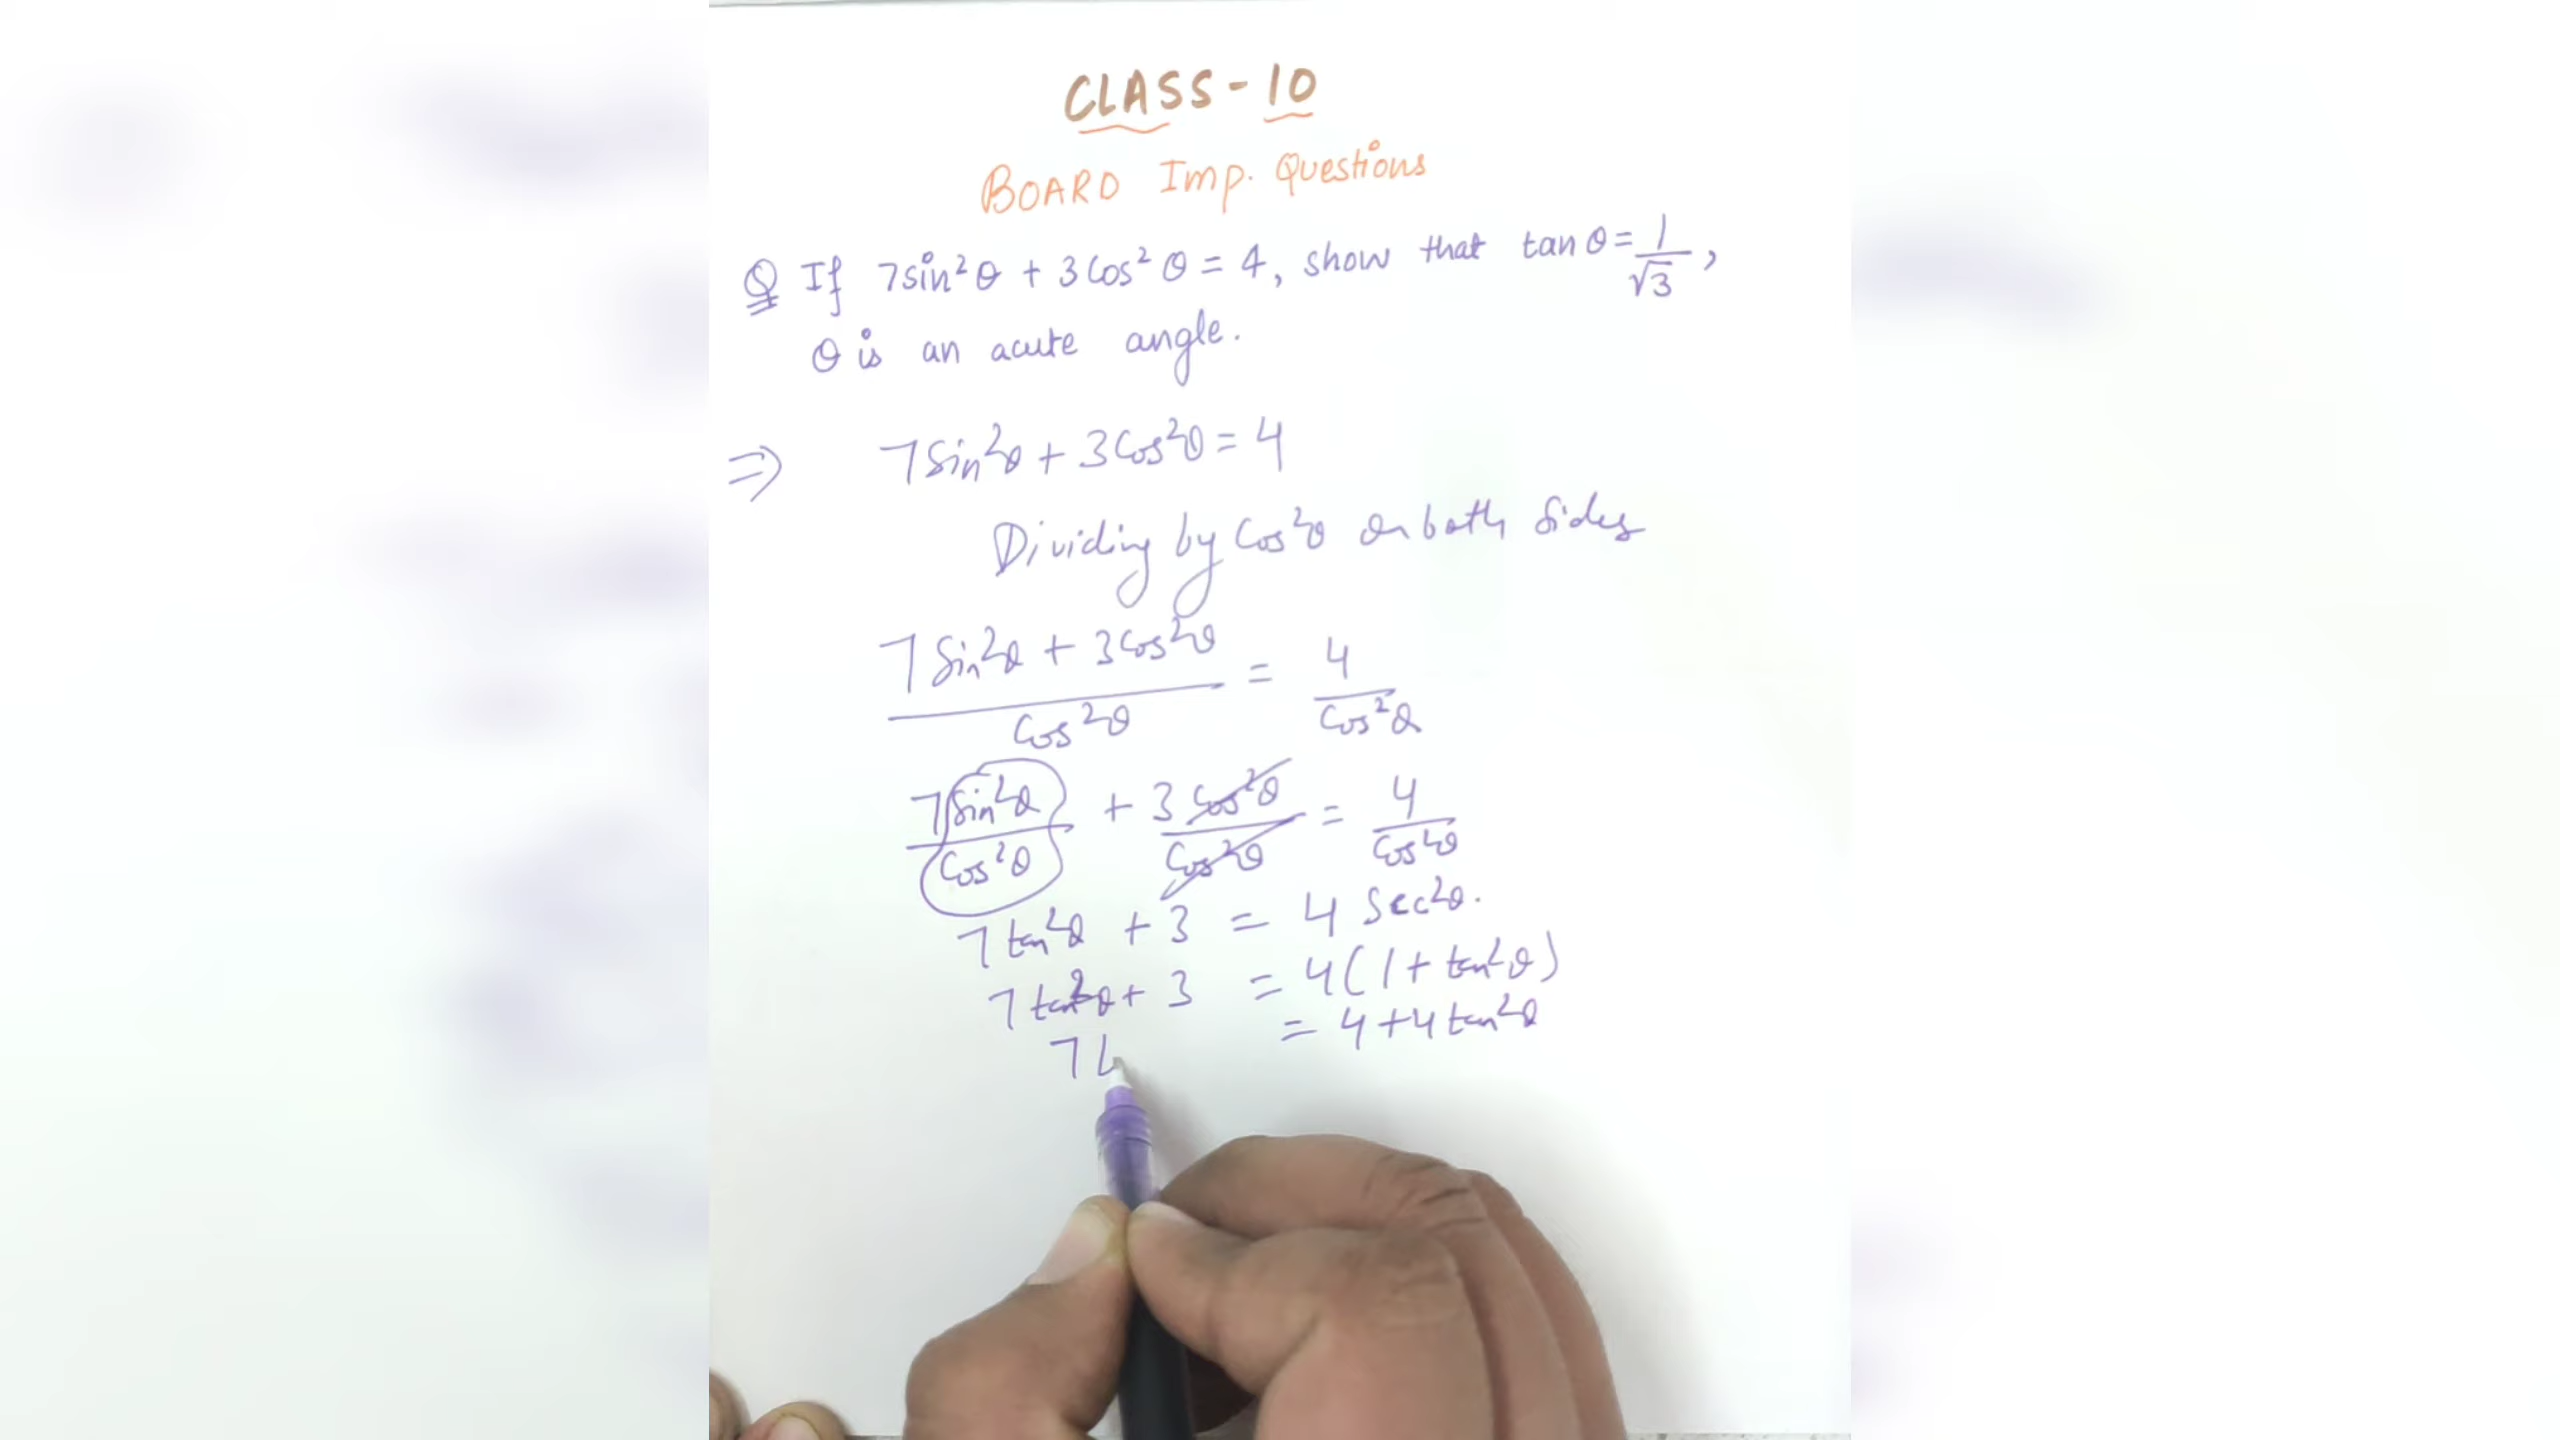 CLASS - 10
BOARD Imp. Questions
Q If 7sin²θ + 3cos²θ = 4, show that tanθ = 1/√3,
θ is an acute angle.
⇒ 7sin²θ + 3cos²θ = 4
Dividing by cos²θ on both sides
7sin²θ + 3cos²θ / cos²θ = 4 / cos²θ
7sin²θ / cos²θ + 3cos²θ / cos²θ = 4 / cos²θ
7tan²θ + 3 = 4 sec²θ.
7tan²θ + 3 = 4(1 + tan²θ)
= 4 + 4tan²θ
7t